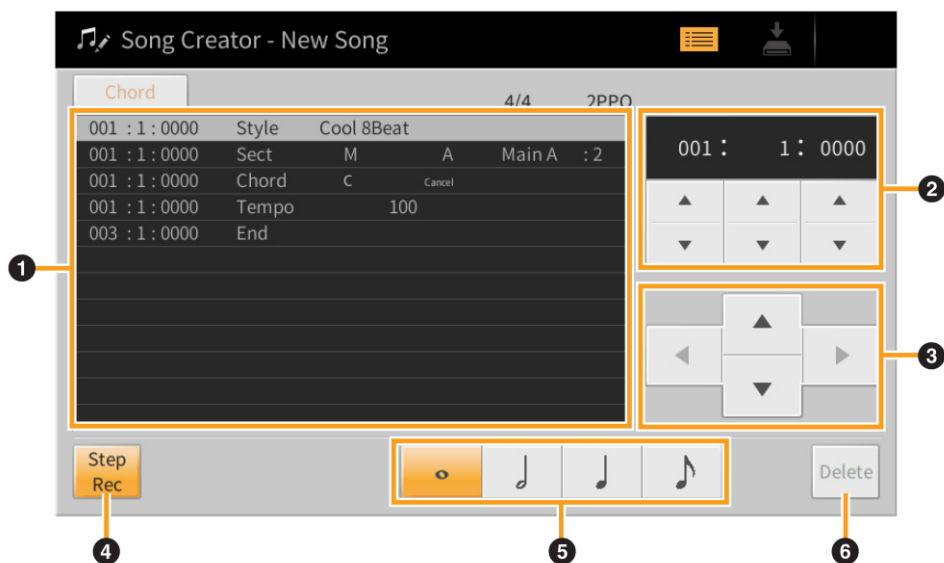 Song Creator - New Song
Chord
4/4 2PPQ
001 : 1 : 0000 Style Cool 8Beat
001 : 1 : 0000 Sect M A Main A : 2
001 : 1 : 0000 Chord C Cancel
001 : 1 : 0000 Tempo 100
003 : 1 : 0000 End
001 : 1 : 0000
1
2
3
Step
Rec
Delete
4
5
6